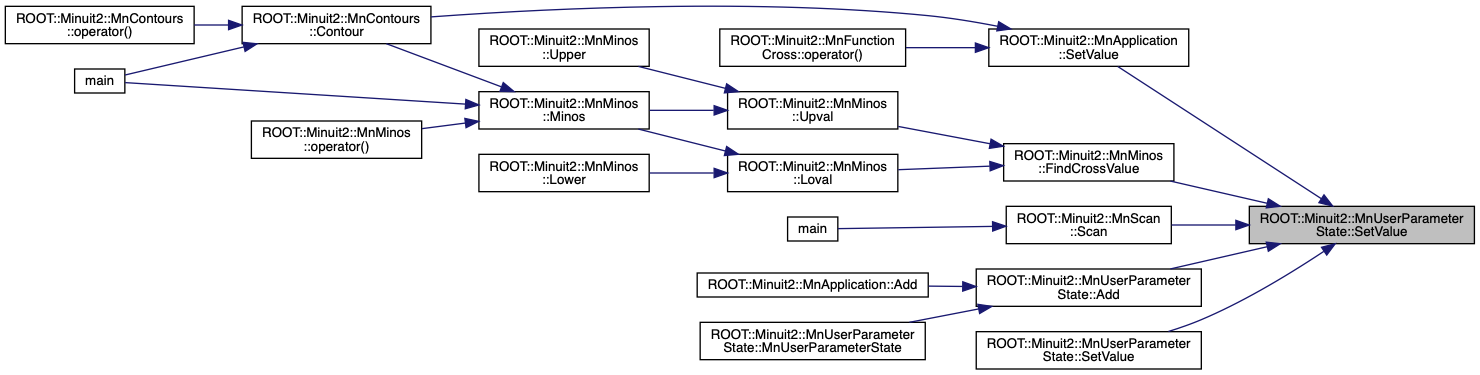 ROOT::Minuit2::MnContours
::operator()
ROOT::Minuit2::MnContours
::Contour
main
ROOT::Minuit2::MnMinos
::operator()
ROOT::Minuit2::MnMinos
::Upper
ROOT::Minuit2::MnMinos
::Minos
ROOT::Minuit2::MnMinos
::Lower
ROOT::Minuit2::MnFunction
Cross::operator()
ROOT::Minuit2::MnMinos
::Upval
ROOT::Minuit2::MnMinos
::Loval
main
ROOT::Minuit2::MnApplication::Add
ROOT::Minuit2::MnUserParameter
State::MnUserParameterState
ROOT::Minuit2::MnApplication
::SetValue
ROOT::Minuit2::MnMinos
::FindCrossValue
ROOT::Minuit2::MnScan
::Scan
ROOT::Minuit2::MnUserParameter
State::Add
ROOT::Minuit2::MnUserParameter
State::SetValue
ROOT::Minuit2::MnUserParameter
State::SetValue